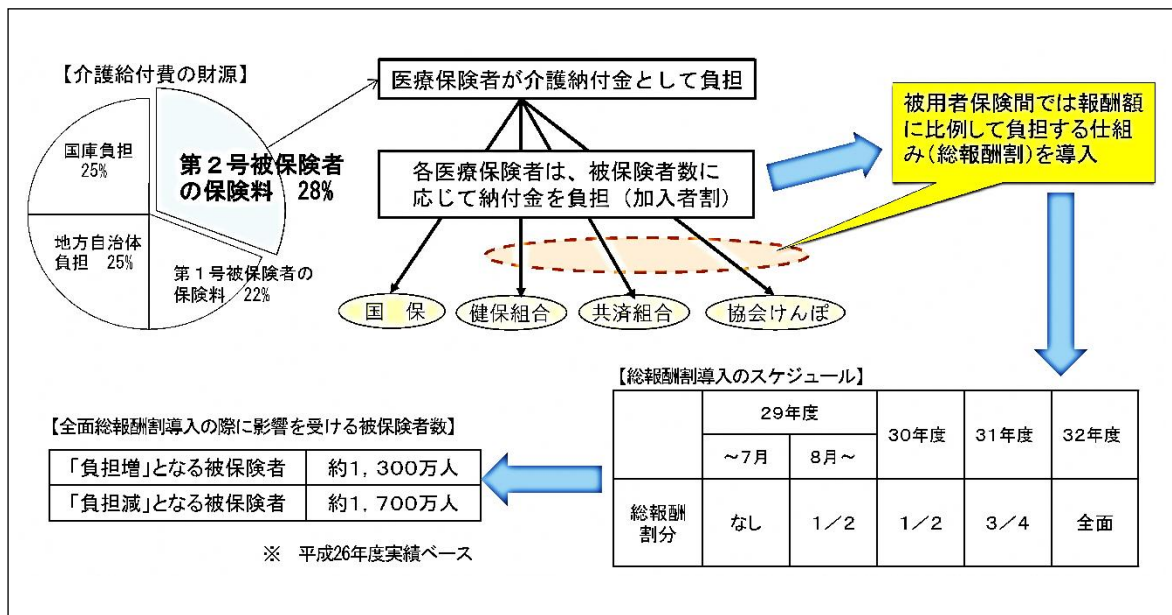 【介護給付費の財源】
国庫負担
25%
第２号被保険者
の保険料　28%
地方自治体
負担　25%
第１号被保険者の
保険料　22%
医療保険者が介護納付金として負担
各医療保険者は、被保険者数に
応じて納付金を負担（加入者割）
国　保
健保組合
共済組合
協会けんぽ
被用者保険間では報酬額
に比例して負担する仕組
み（総報酬割）を導入
【総報酬割導入のスケジュール】
29年度
30年度
31年度
32年度
～7月
8月～
総報酬
割分
なし
１／２
１／２
３／４
全面
【全面総報酬割導入の際に影響を受ける被保険者数】
「負担増」となる被保険者
約１，３００万人
「負担減」となる被保険者
約１，７００万人
※　平成26年度実績ベース